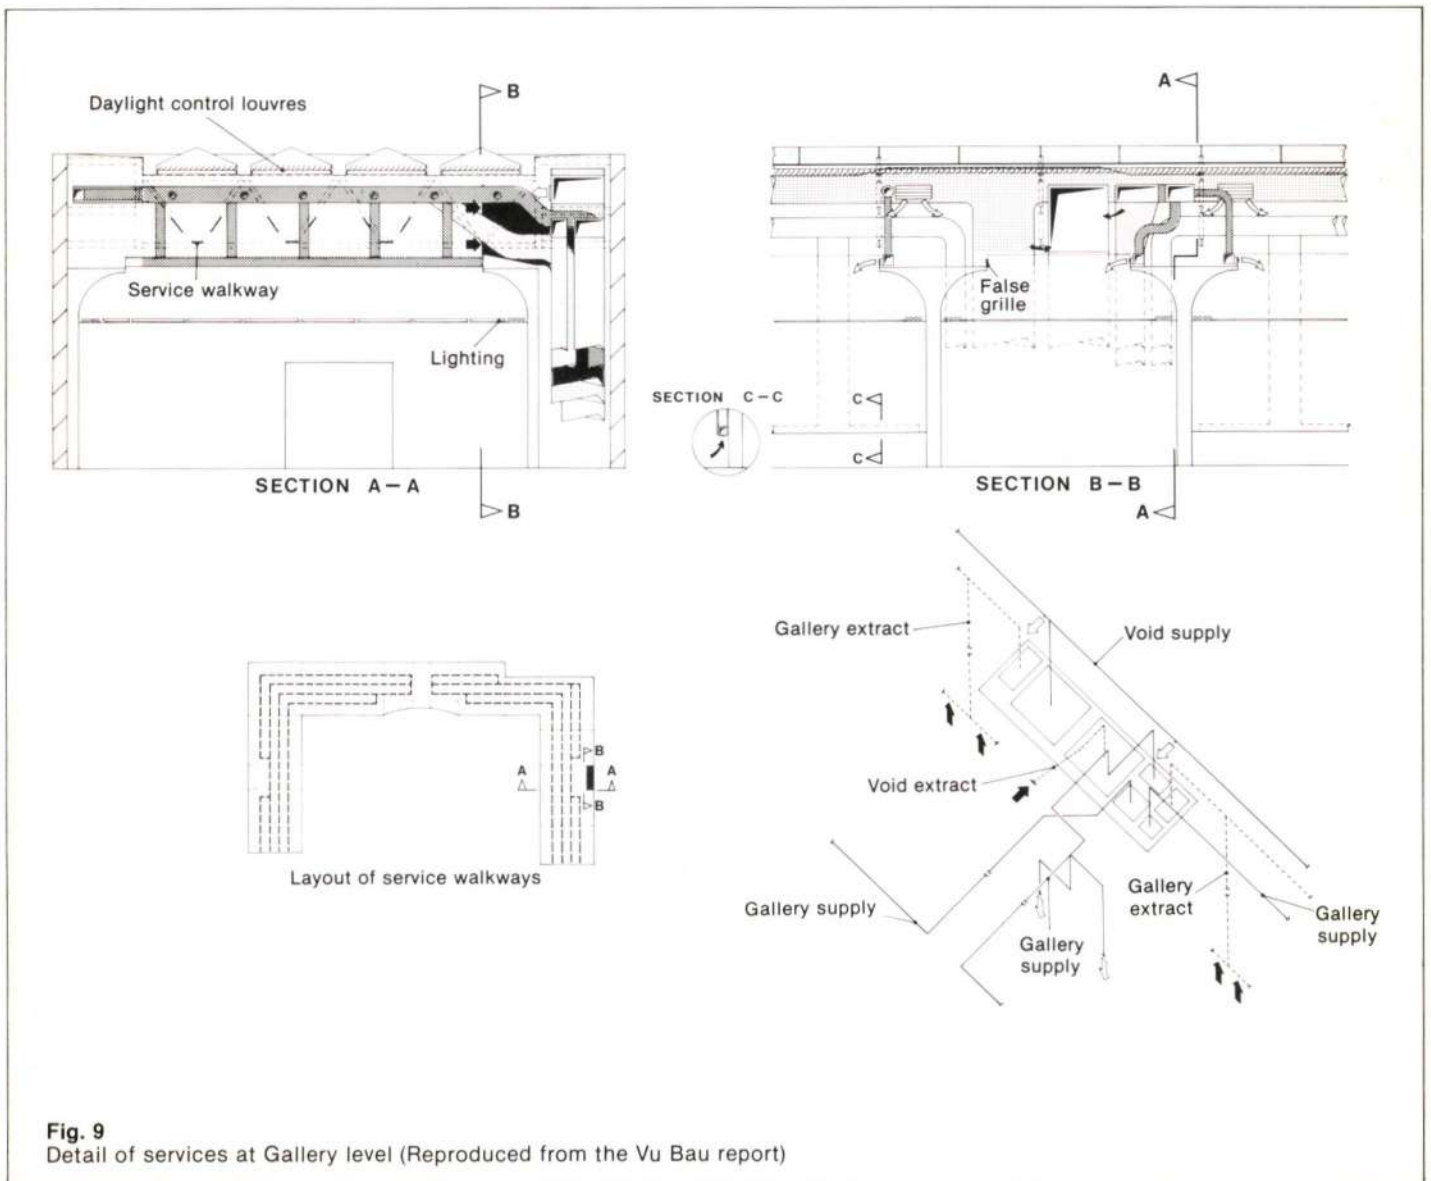 Daylight control louvres
B
Service walkway
Lighting
SECTION A – A
B
A
False
grille
SECTION C – C
C
C
SECTION B – B
A
A
A
B
B
Layout of service walkways
Gallery extract
Void supply
Void extract
Gallery supply
Gallery
supply
Gallery
extract
Gallery
supply
Fig. 9
Detail of services at Gallery level (Reproduced from the Vu Bau report)